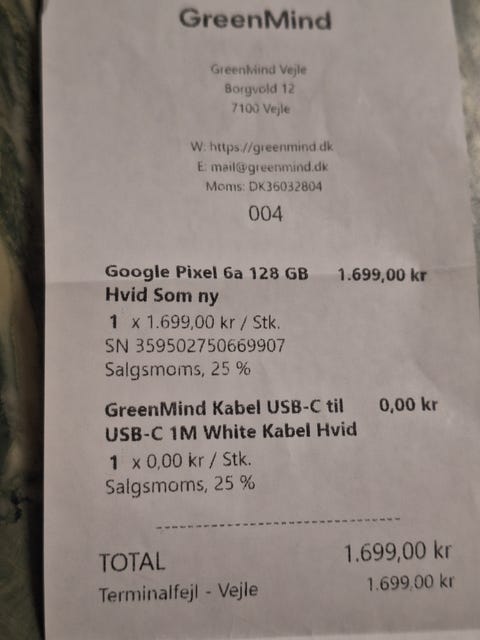 GreenMind
GreenMind Vejle
Borgvold 12
7100 Vejle
W: https://greenmind.dk
E: mail@greenmind.dk
Moms: DK36032804
004
Google Pixel 6a 128 GB 1.699,00 kr
Hvid Som ny
1 x 1.699,00 kr / Stk.
SN 359502750669907
Salgsmoms, 25 %
GreenMind Kabel USB-C til 0,00 kr
USB-C 1M White Kabel Hvid
1 x 0,00 kr / Stk.
Salgsmoms, 25 %
TOTAL 1.699,00 kr
Terminalfejl - Vejle 1.699,00 kr